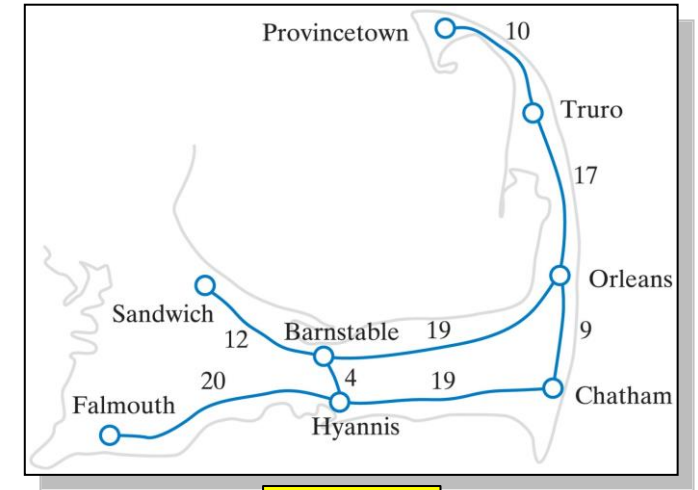 Provincetown
10
Truro
17
Orleans
Sandwich
12
Barnstable
19
9
20
4
19
Chatham
Falmouth
Hyannis